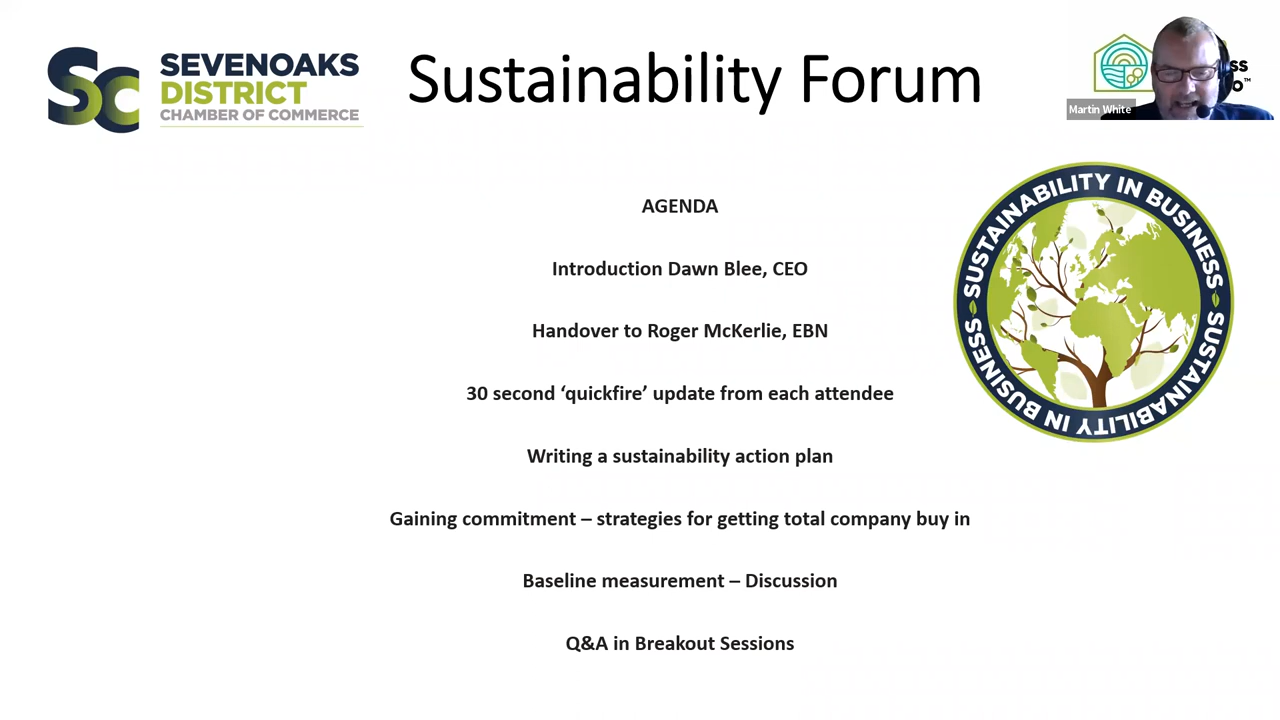 Sc
SEVENOAKS
DISTRICT
CHAMBER OF COMMERCE
Sustainability Forum
Martin White
SUSTAINABILITY IN BUSINESS
SUSTAINABILITY IN BUSINESS
AGENDA
Introduction Dawn Blee, CEO
Handover to Roger McKerlie, EBN
30 second ‘quickfire’ update from each attendee
Writing a sustainability action plan
Gaining commitment – strategies for getting total company buy in
Baseline measurement – Discussion
Q&A in Breakout Sessions